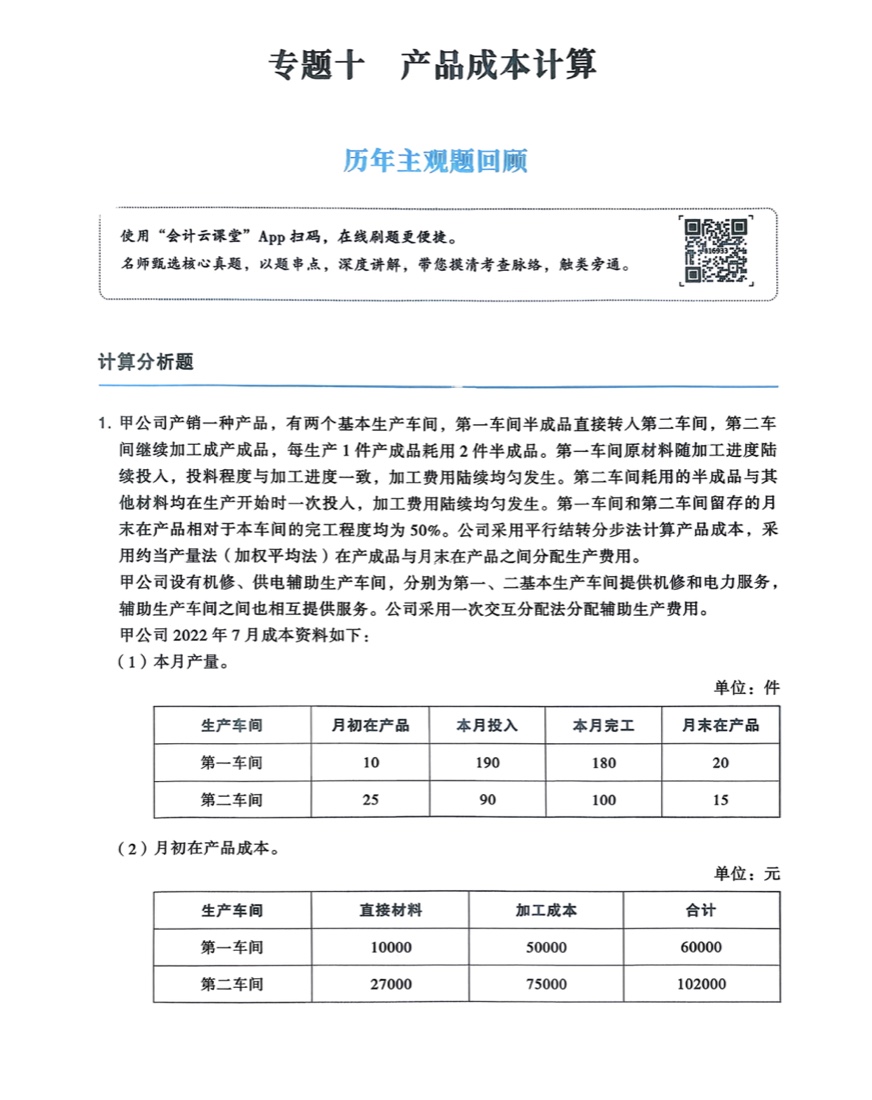 专题十　产品成本计算
历年主观题回顾
使用“会计云课堂”App 扫码，在线刷题更便捷。
名师甄选核心真题，以题串点，深度讲解，带您摸清考查脉络，触类旁通。
816933
计算分析题
1. 甲公司产销一种产品，有两个基本生产车间，第一车间半成品直接转入第二车间，第二车
间继续加工成产成品，每生产 1 件产成品耗用 2 件半成品。第一车间原材料随加工进度陆
续投入，投料程度与加工进度一致，加工费用陆续均匀发生。第二车间耗用的半成品与其
他材料均在生产开始时一次投入，加工费用陆续均匀发生。第一车间和第二车间留存的月
末在产品相对于本车间的完工程度均为 50%。公司采用平行结转分步法计算产品成本，采
用约当产量法（加权平均法）在产成品与月末在产品之间分配生产费用。
甲公司设有机修、供电辅助生产车间，分别为第一、二基本生产车间提供机修和电力服务，
辅助生产车间之间也相互提供服务。公司采用一次交互分配法分配辅助生产费用。
甲公司 2022 年 7 月成本资料如下：
（1）本月产量。
单位：件
生产车间 月初在产品 本月投入 本月完工 月末在产品
第一车间 10 190 180 20
第二车间 25 90 100 15
（2）月初在产品成本。
单位：元
生产车间 直接材料 加工成本 合计
第一车间 10000 50000 60000
第二车间 27000 75000 102000